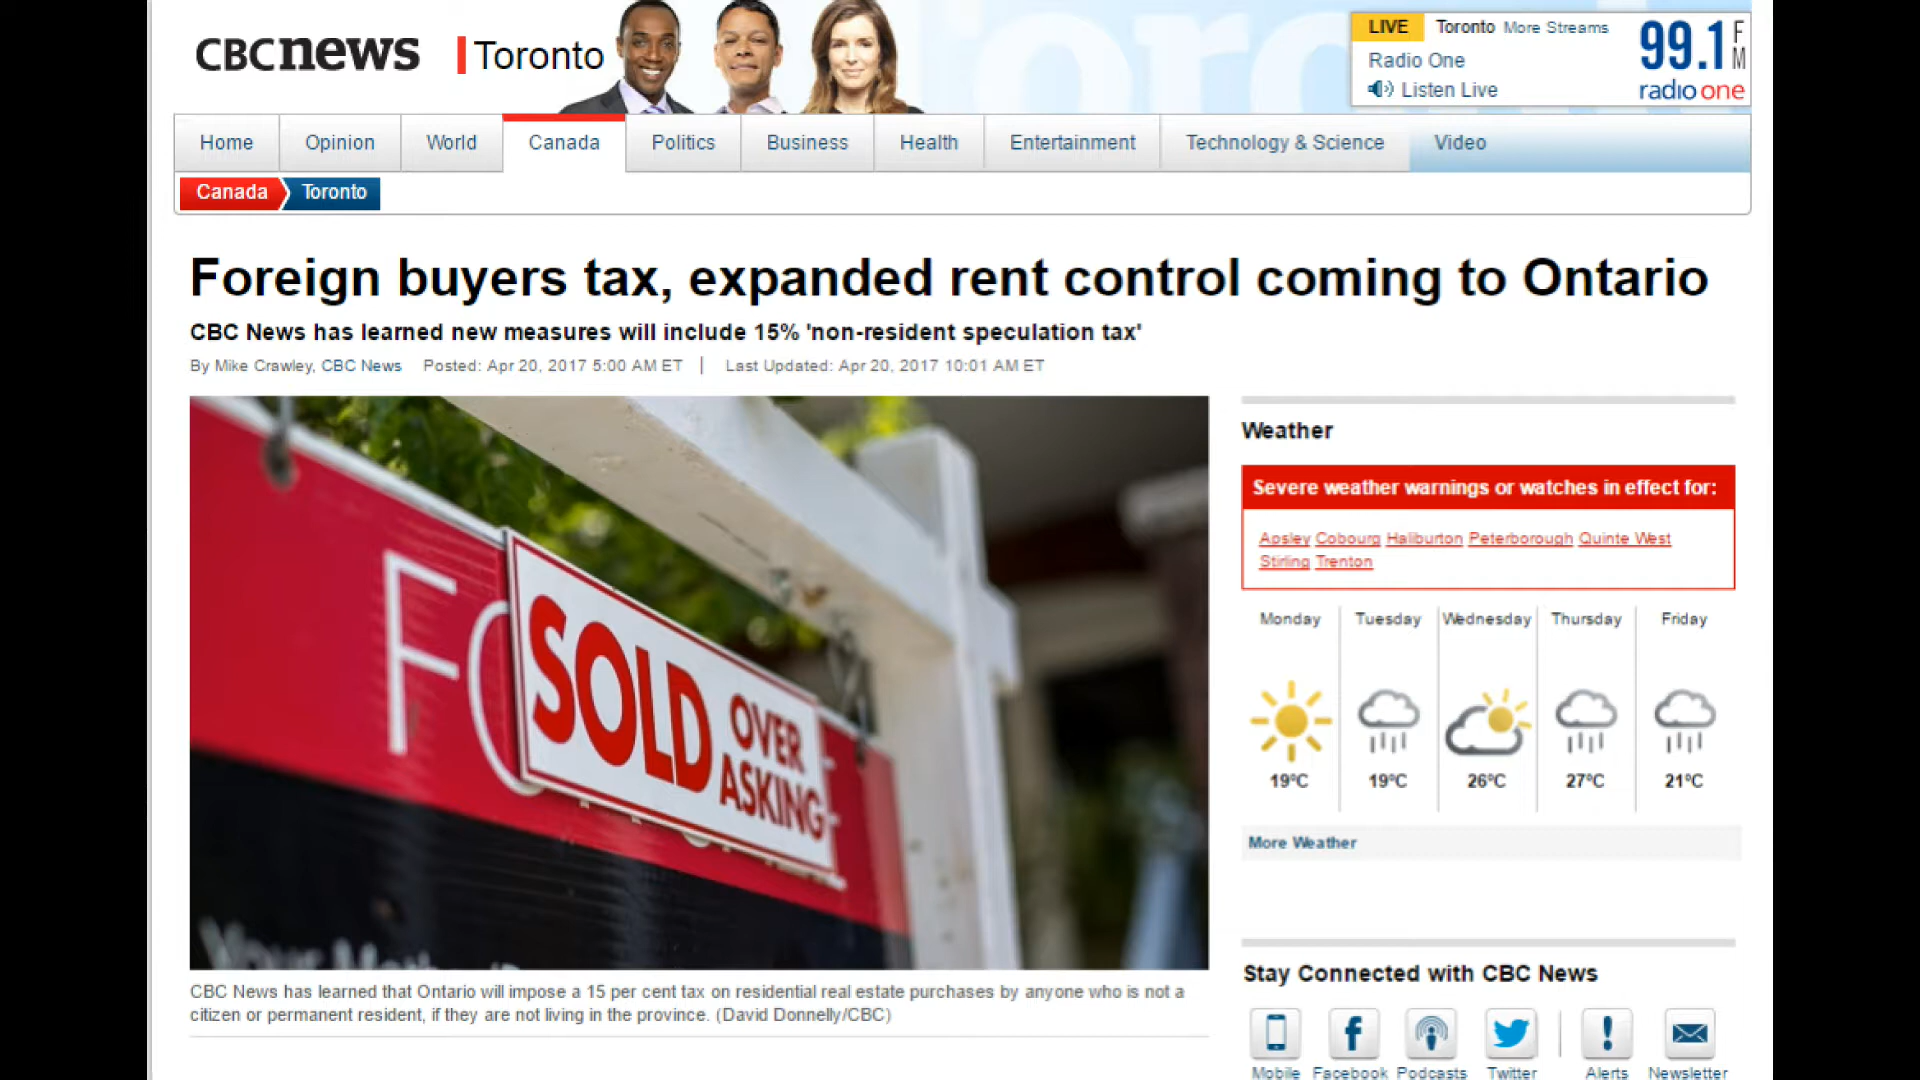 CBCnews | Toronto
LIVE Toronto More Streams
Radio One
Listen Live
99.1 FM
radio one
Home Opinion World Canada Politics Business Health Entertainment Technology & Science Video
Canada Toronto
Foreign buyers tax, expanded rent control coming to Ontario
CBC News has learned new measures will include 15% 'non-resident speculation tax'
By Mike Crawley, CBC News Posted: Apr 20, 2017 5:00 AM ET | Last Updated: Apr 20, 2017 10:01 AM ET
FO
SOLD OVER
ASKING
Your
CBC News has learned that Ontario will impose a 15 per cent tax on residential real estate purchases by anyone who is not a
citizen or permanent resident, if they are not living in the province. (David Donnelly/CBC)
Weather
Severe weather warnings or watches in effect for:
Apsley Cobourg Haliburton Peterborough Quinte West
Stirling Trenton
Monday Tuesday Wednesday Thursday Friday
19°C 19°C 26°C 27°C 21°C
More Weather
Stay Connected with CBC News
Mobile Facebook Podcasts Twitter Alerts Newsletter